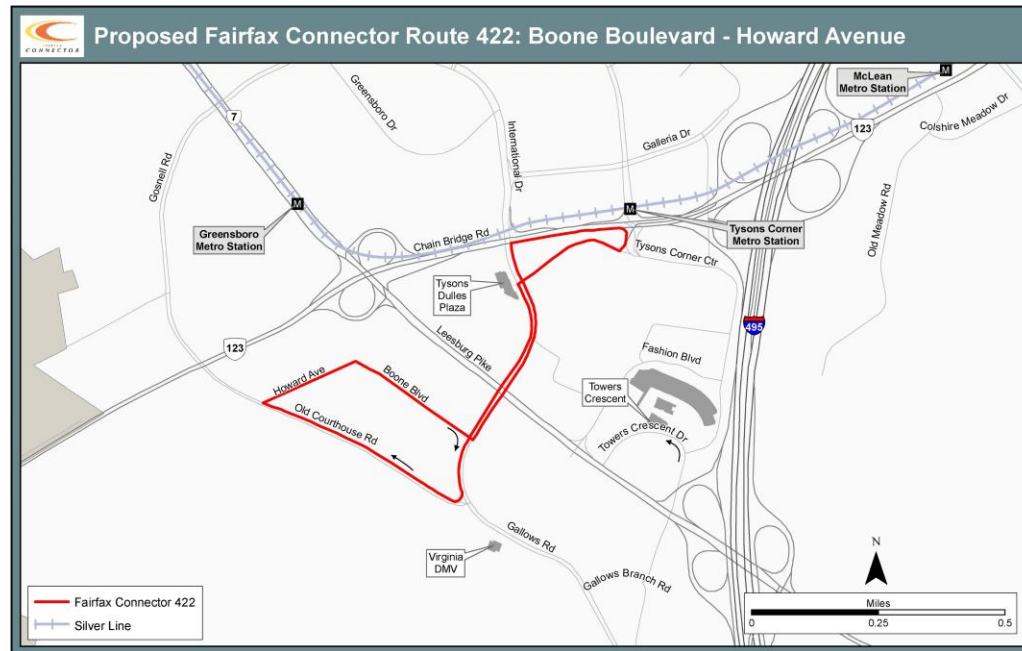 FAIRFAX
CONNECTOR
Proposed Fairfax Connector Route 422: Boone Boulevard - Howard Avenue
McLean
Metro Station
M
7
123
Greensboro Dr
International Dr
Galleria Dr
Colshire Meadow Dr
Gosnell Rd
M
M
Old Meadow Rd
Greensboro
Metro Station
Chain Bridge Rd
Tysons Corner
Metro Station
Tysons Corner Ctr
Tysons
Dulles
Plaza
495
123
Leesburg Pike
Fashion Blvd
Howard Ave
Boone Blvd
Towers
Crescent
Old Courthouse Rd
Towers Crescent Dr
Gallows Rd
Virginia
DMV
Gallows Branch Rd
N
Fairfax Connector 422
Silver Line
Miles
0
0.25
0.5